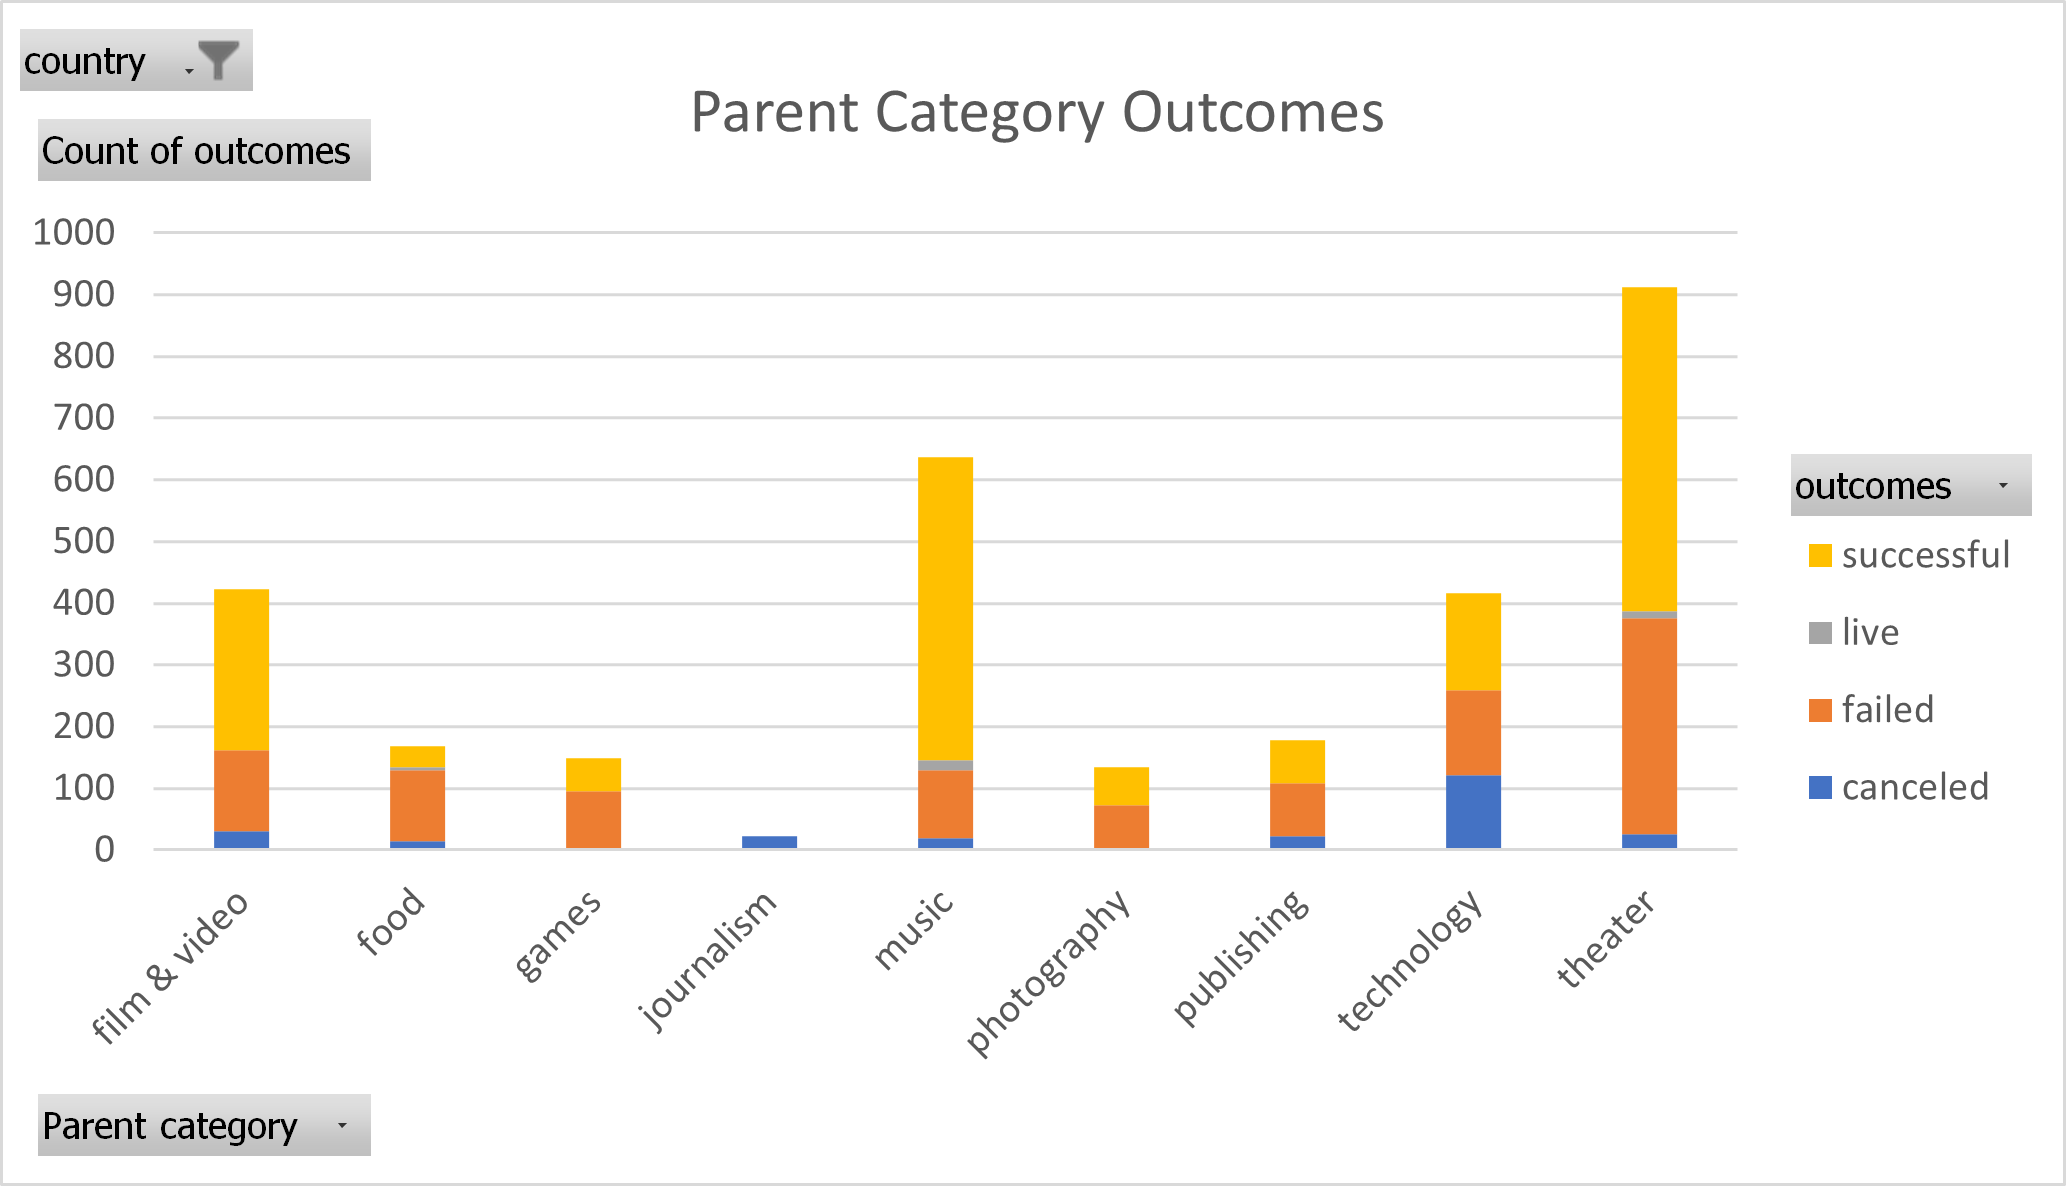 country
Parent Category Outcomes
Count of outcomes
1000
900
800
700
600
500
400
300
200
100
0
outcomes
successful
live
failed
canceled
film & video
food
games
journalism
music
photography
publishing
technology
theater
Parent category